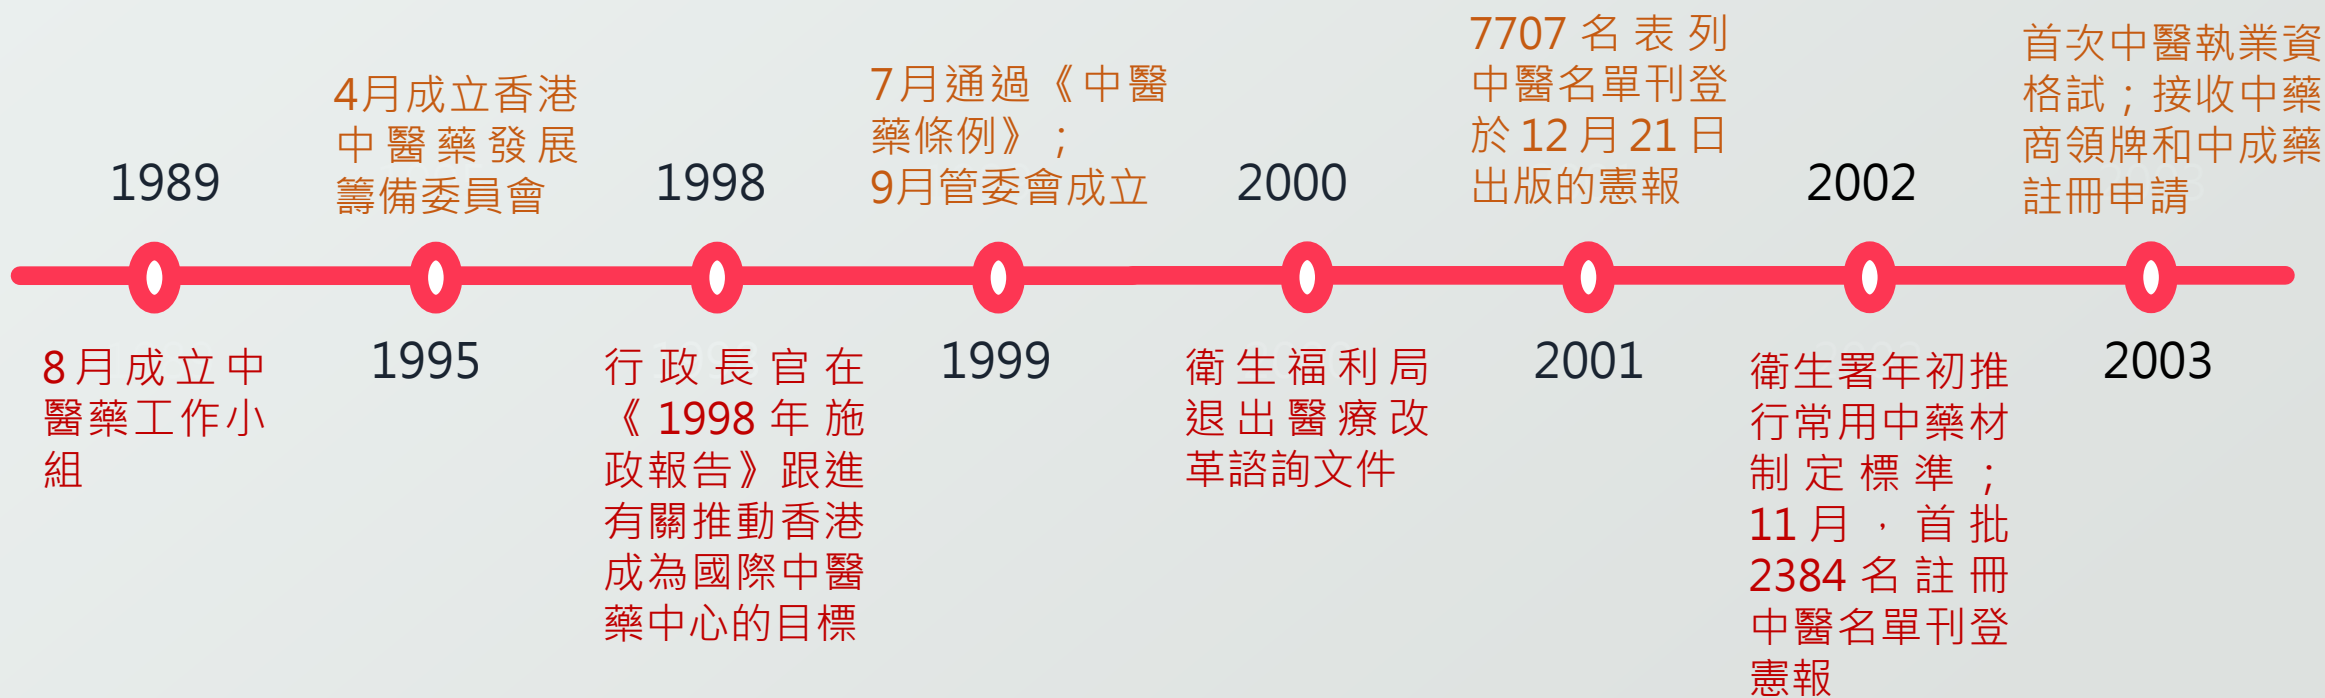 1989
8月成立中
醫藥工作小
組
4月成立香港
中醫藥發展
籌備委員會
1995
1998
行政長官在
《1998年施
政報告》跟進
有關推動香港
成為國際中醫
藥中心的目標
7月通過《中醫
藥條例》；
9月管委會成立
1999
2000
衛生福利局
退出醫療改
革諮詢文件
7707名表列
中醫名單刊登
於12月21日
出版的憲報
2001
2002
衛生署年初推
行常用中藥材
制定標準；
11月，首批
2384名註冊
中醫名單刊登
憲報
首次中醫執業資
格試；接收中藥
商領牌和中成藥
註冊申請
2003